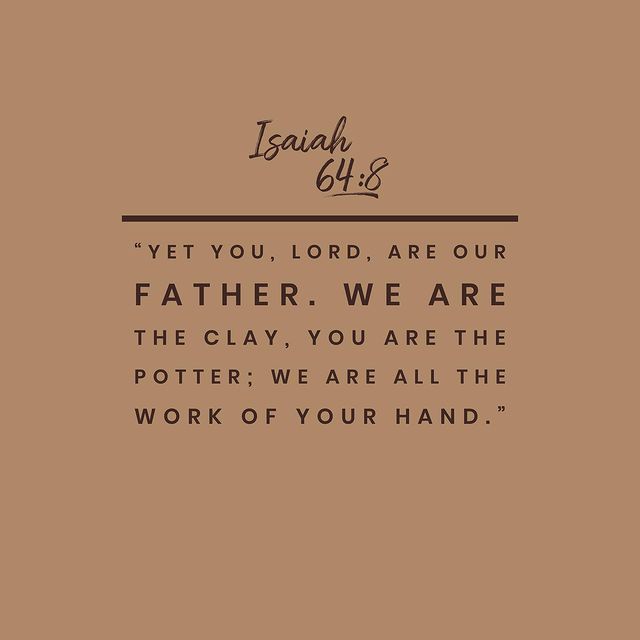 Isaiah
64:8
“YET YOU, LORD, ARE OUR
FATHER. WE ARE
THE CLAY, YOU ARE THE
POTTER; WE ARE ALL THE
WORK OF YOUR HAND.”